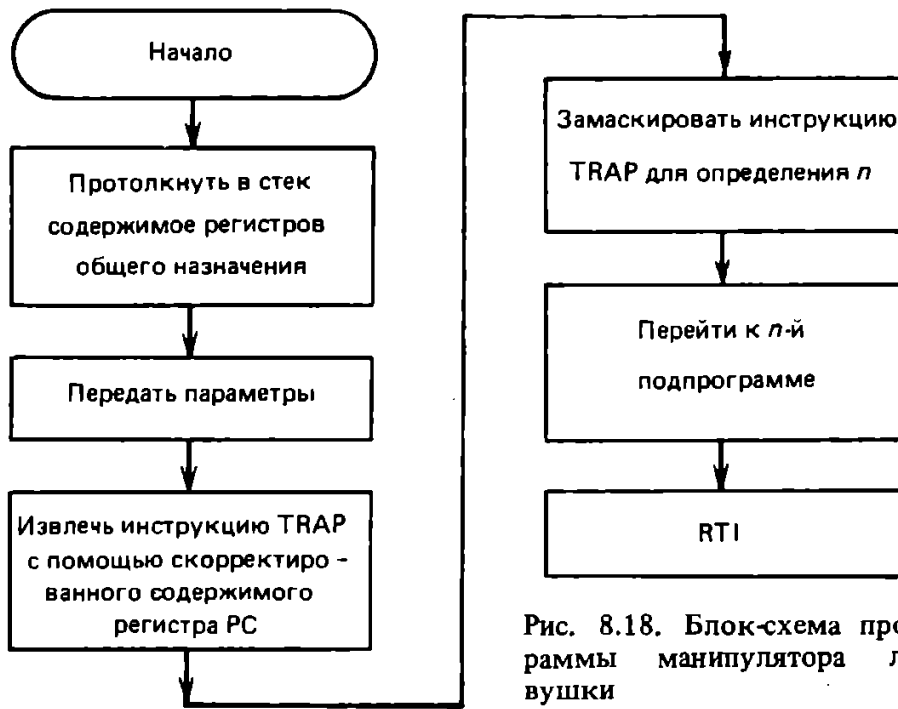 Начало
Протолкнуть в стек
содержимое регистров
общего назначения
Передать параметры
Извлечь инструкцию TRAP
с помощью скорректиро -
ванного содержимого
регистра PC
Замаскировать инструкцию
TRAP для определения n
Перейти к n-й
подпрограмме
RTI
Рис. 8.18. Блок-схема про
раммы манипулятора л
вушки